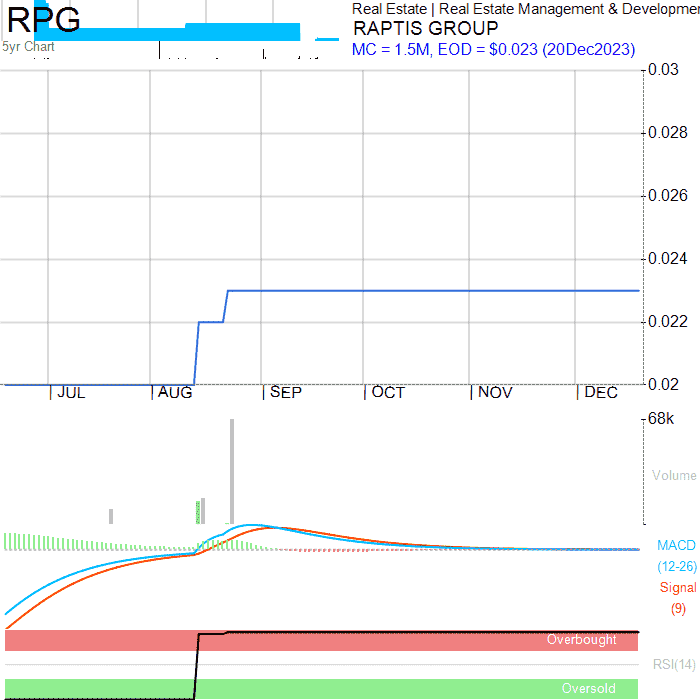 RPG
Real Estate | Real Estate Management & Developmen
RAPTIS GROUP
5yr Chart
MC = 1.5M, EOD = $0.023 (20Dec2023)
0.03
0.028
0.026
0.024
0.022
0.02
JUL AUG SEP OCT NOV DEC
68k
Volume
MACD
(12-26)
Signal
(9)
Overbought
RSI(14)
Oversold